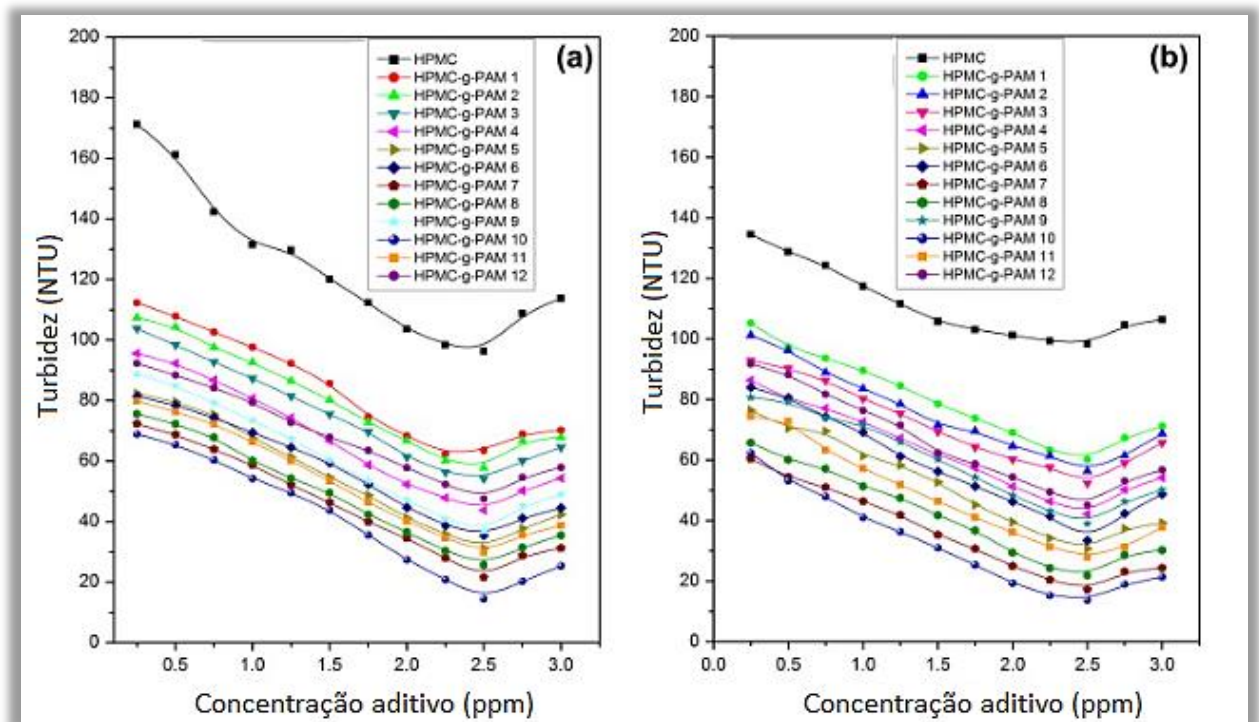 200
180
160
140
120
100
80
60
40
20
0
Turbidez (NTU)
(a)
HPMC
HPMC-g-PAM 1
HPMC-g-PAM 2
HPMC-g-PAM 3
HPMC-g-PAM 4
HPMC-g-PAM 5
HPMC-g-PAM 6
HPMC-g-PAM 7
HPMC-g-PAM 8
HPMC-g-PAM 9
HPMC-g-PAM 10
HPMC-g-PAM 11
HPMC-g-PAM 12
0.5 1.0 1.5 2.0 2.5 3.0
Concentração aditivo (ppm)
200
180
160
140
120
100
80
60
40
20
0
Turbidez (NTU)
(b)
HPMC
HPMC-g-PAM 1
HPMC-g-PAM 2
HPMC-g-PAM 3
HPMC-g-PAM 4
HPMC-g-PAM 5
HPMC-g-PAM 6
HPMC-g-PAM 7
HPMC-g-PAM 8
HPMC-g-PAM 9
HPMC-g-PAM 10
HPMC-g-PAM 11
HPMC-g-PAM 12
0.0 0.5 1.0 1.5 2.0 2.5 3.0
Concentração aditivo (ppm)